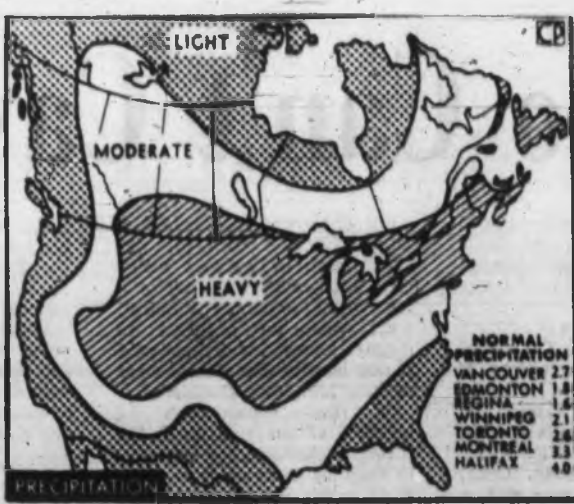 CP
LIGHT
MODERATE
HEAVY
NORMAL
PRECIPITATION
VANCOUVER 2.7
EDMONTON 1.8
REGINA 1.6
WINNIPEG 2.1
TORONTO 2.6
MONTREAL 3.3
HALIFAX 4.0
PRECIPITATION